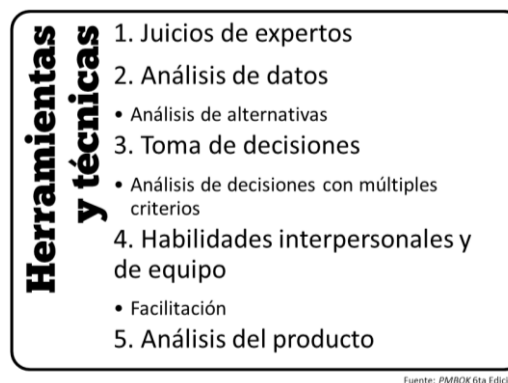 Herramientas
y técnicas
1. Juicios de expertos
2. Análisis de datos
• Análisis de alternativas
3. Toma de decisiones
• Análisis de decisiones con múltiples
criterios
4. Habilidades interpersonales y
de equipo
• Facilitación
5. Análisis del producto
Fuente: PMBOK 6ta